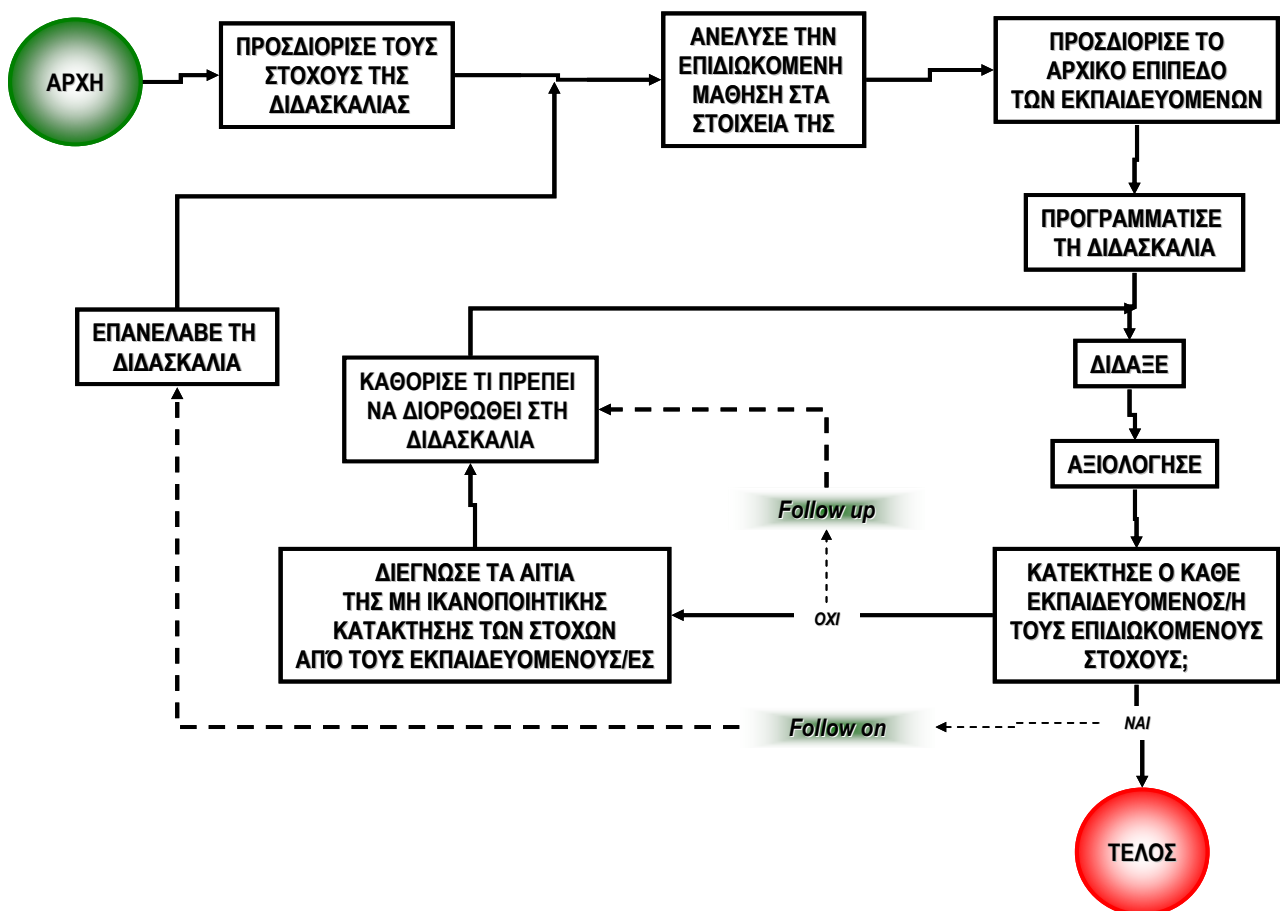 ΑΡΧΗ
ΠΡΟΣΔΙΟΡΙΣΕ ΤΟΥΣ
ΣΤΟΧΟΥΣ ΤΗΣ
ΔΙΔΑΣΚΑΛΙΑΣ
ΑΝΕΛΥΣΕ ΤΗΝ
ΕΠΙΔΙΩΚΟΜΕΝΗ
ΜΑΘΗΣΗ ΣΤΑ
ΣΤΟΙΧΕΙΑ ΤΗΣ
ΠΡΟΣΔΙΟΡΙΣΕ ΤΟ
ΑΡΧΙΚΟ ΕΠΙΠΕΔΟ
ΤΩΝ ΕΚΠΑΙΔΕΥΟΜΕΝΩΝ
ΠΡΟΓΡΑΜΜΑΤΙΣΕ
ΤΗ ΔΙΔΑΣΚΑΛΙΑ
ΕΠΑΝΕΛΑΒΕ ΤΗ
ΔΙΔΑΣΚΑΛΙΑ
ΚΑΘΟΡΙΣΕ ΤΙ ΠΡΕΠΕΙ
ΝΑ ΔΙΟΡΘΩΘΕΙ ΣΤΗ
ΔΙΔΑΣΚΑΛΙΑ
ΔΙΔΑΞΕ
ΑΞΙΟΛΟΓΗΣΕ
Follow up
ΔΙΕΓΝΩΣΕ ΤΑ ΑΙΤΙΑ
ΤΗΣ ΜΗ ΙΚΑΝΟΠΟΙΗΤΙΚΗΣ
ΚΑΤΑΚΤΗΣΗΣ ΤΩΝ ΣΤΟΧΩΝ
ΑΠΌ ΤΟΥΣ ΕΚΠΑΙΔΕΥΟΜΕΝΟΥΣ/ΕΣ
ΟΧΙ
ΚΑΤΕΚΤΗΣΕ Ο ΚΑΘΕ
ΕΚΠΑΙΔΕΥΟΜΕΝΟΣ/Η
ΤΟΥΣ ΕΠΙΔΙΩΚΟΜΕΝΟΥΣ
ΣΤΟΧΟΥΣ;
Follow on
ΝΑΙ
ΤΕΛΟΣ